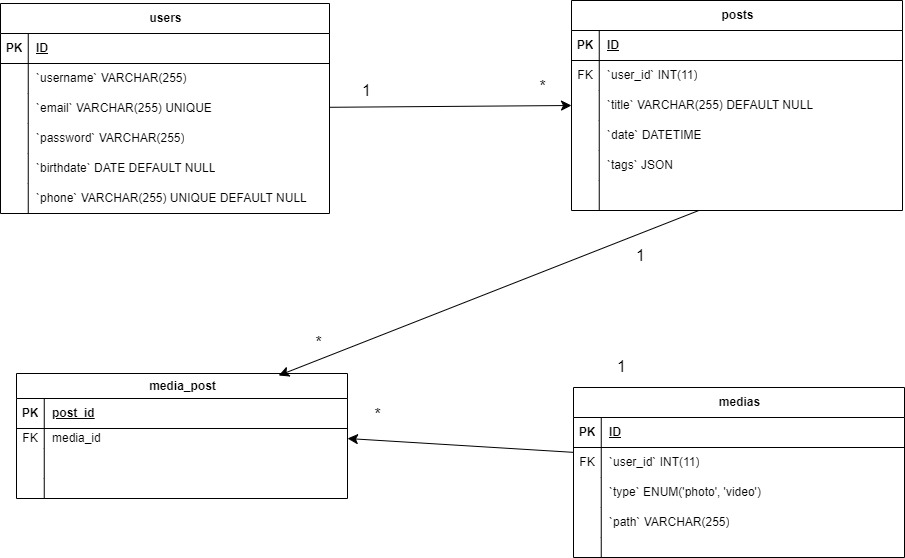 users
PK ID
`username` VARCHAR(255)
`email` VARCHAR(255) UNIQUE
`password` VARCHAR(255)
`birthdate` DATE DEFAULT NULL
`phone` VARCHAR(255) UNIQUE DEFAULT NULL
1
*
posts
PK ID
FK `user_id` INT(11)
`title` VARCHAR(255) DEFAULT NULL
`date` DATETIME
`tags` JSON
1
*
media_post
PK post_id
FK media_id
*
1
medias
PK ID
FK `user_id` INT(11)
`type` ENUM('photo', 'video')
`path` VARCHAR(255)